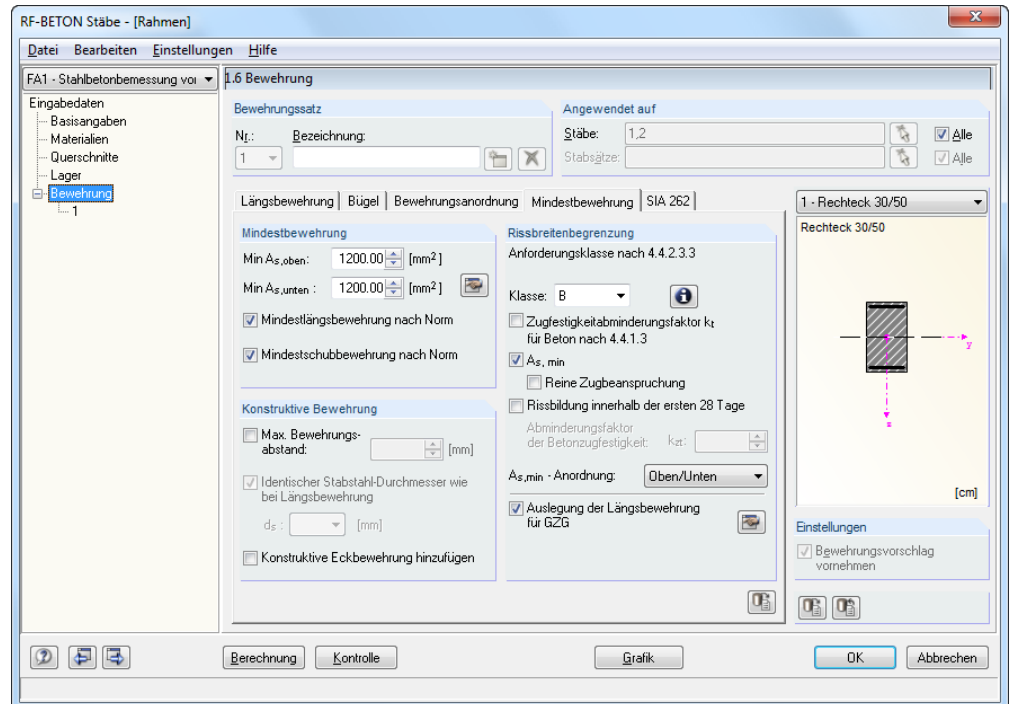 RF-BETON Stäbe - [Rahmen]
Datei Bearbeiten Einstellungen Hilfe
FA1 - Stahlbetonbemessung vor
1.6 Bewehrung
Eingabedaten
Basisangaben
Materialien
Querschnitte
Lager
Bewehrung
1
Bewehrungssatz
Nr.: Bezeichnung:
1
Angewendet auf
Stäbe: 1,2 Alle
Stabsätze: Alle
Längsbewehrung Bügel Bewehrungsanordnung Mindestbewehrung SIA 262
Mindestbewehrung
Min As,oben: 1200.00 [mm²]
Min As,unten : 1200.00 [mm²]
Mindestlängsbewehrung nach Norm
Mindestschubbewehrung nach Norm
Konstruktive Bewehrung
Max. Bewehrungs-
abstand: [mm]
Identischer Stabstahl-Durchmesser wie
bei Längsbewehrung
ds : [mm]
Konstruktive Eckbewehrung hinzufügen
Rissbreitenbegrenzung
Anforderungsklasse nach 4.4.2.3.3
Klasse: B
Zugfestigkeitabminderungsfaktor kt
für Beton nach 4.4.1.3
As, min
Reine Zugbeanspruchung
Rissbildung innerhalb der ersten 28 Tage
Abminderungsfaktor
der Betonzugfestigkeit: kzt:
As,min - Anordnung: Oben/Unten
Auslegung der Längsbewehrung
für GZG
1 - Rechteck 30/50
Rechteck 30/50
y
z
[cm]
Einstellungen
Bewehrungsvorschlag
vornehmen
Berechnung Kontrolle Grafik OK Abbrechen